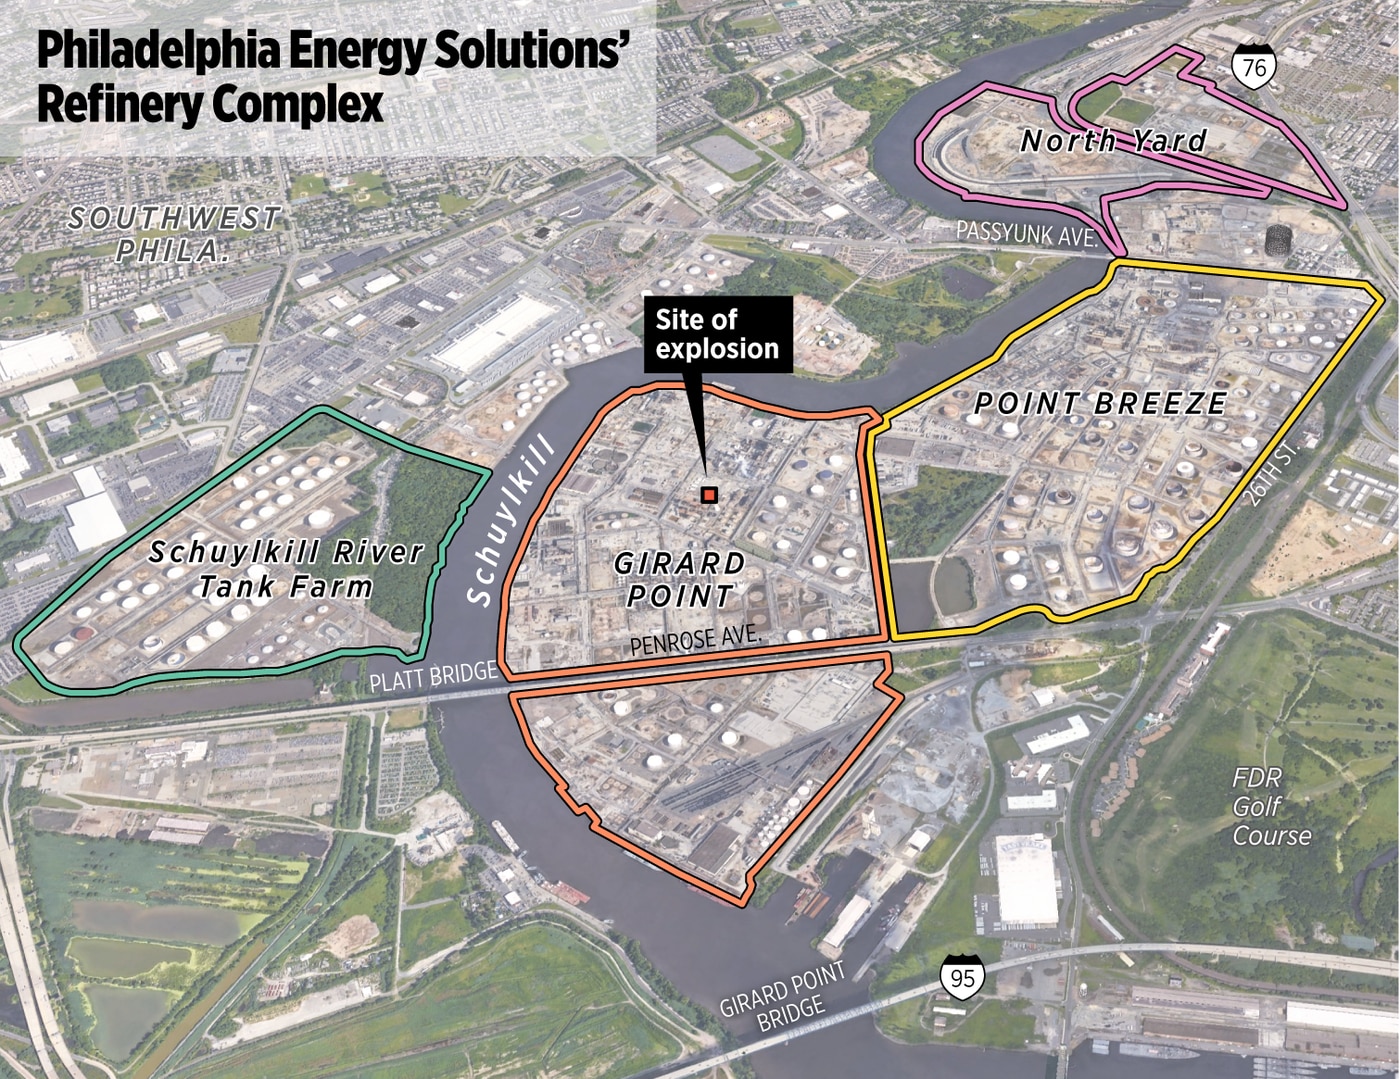 Philadelphia Energy Solutions’
Refinery Complex
76
North Yard
SOUTHWEST
PHILA.
PASSYUNK AVE.
Site of
explosion
POINT BREEZE
26TH ST.
Schuylkill
Schuylkill River
Tank Farm
GIRARD
POINT
PENROSE AVE.
PLATT BRIDGE
FDR
Golf
Course
95
GIRARD POINT
BRIDGE